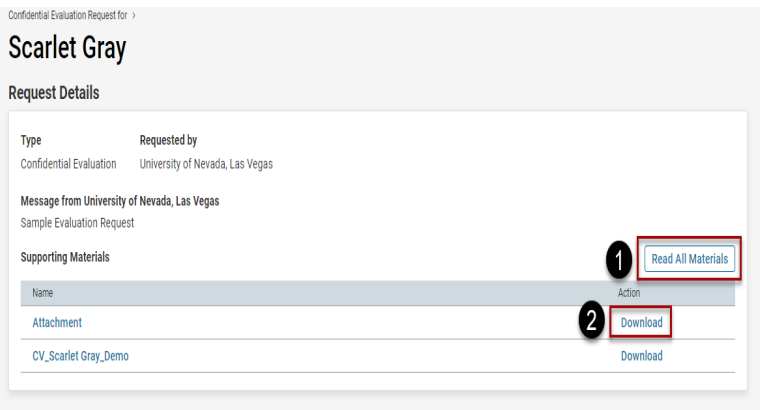 Confidential Evaluation Request for >
Scarlet Gray
Request Details
Type Requested by
Confidential Evaluation University of Nevada, Las Vegas
Message from University of Nevada, Las Vegas
Sample Evaluation Request
Supporting Materials 1 Read All Materials
Name Action
Attachment 2 Download
CV_Scarlet Gray_Demo Download